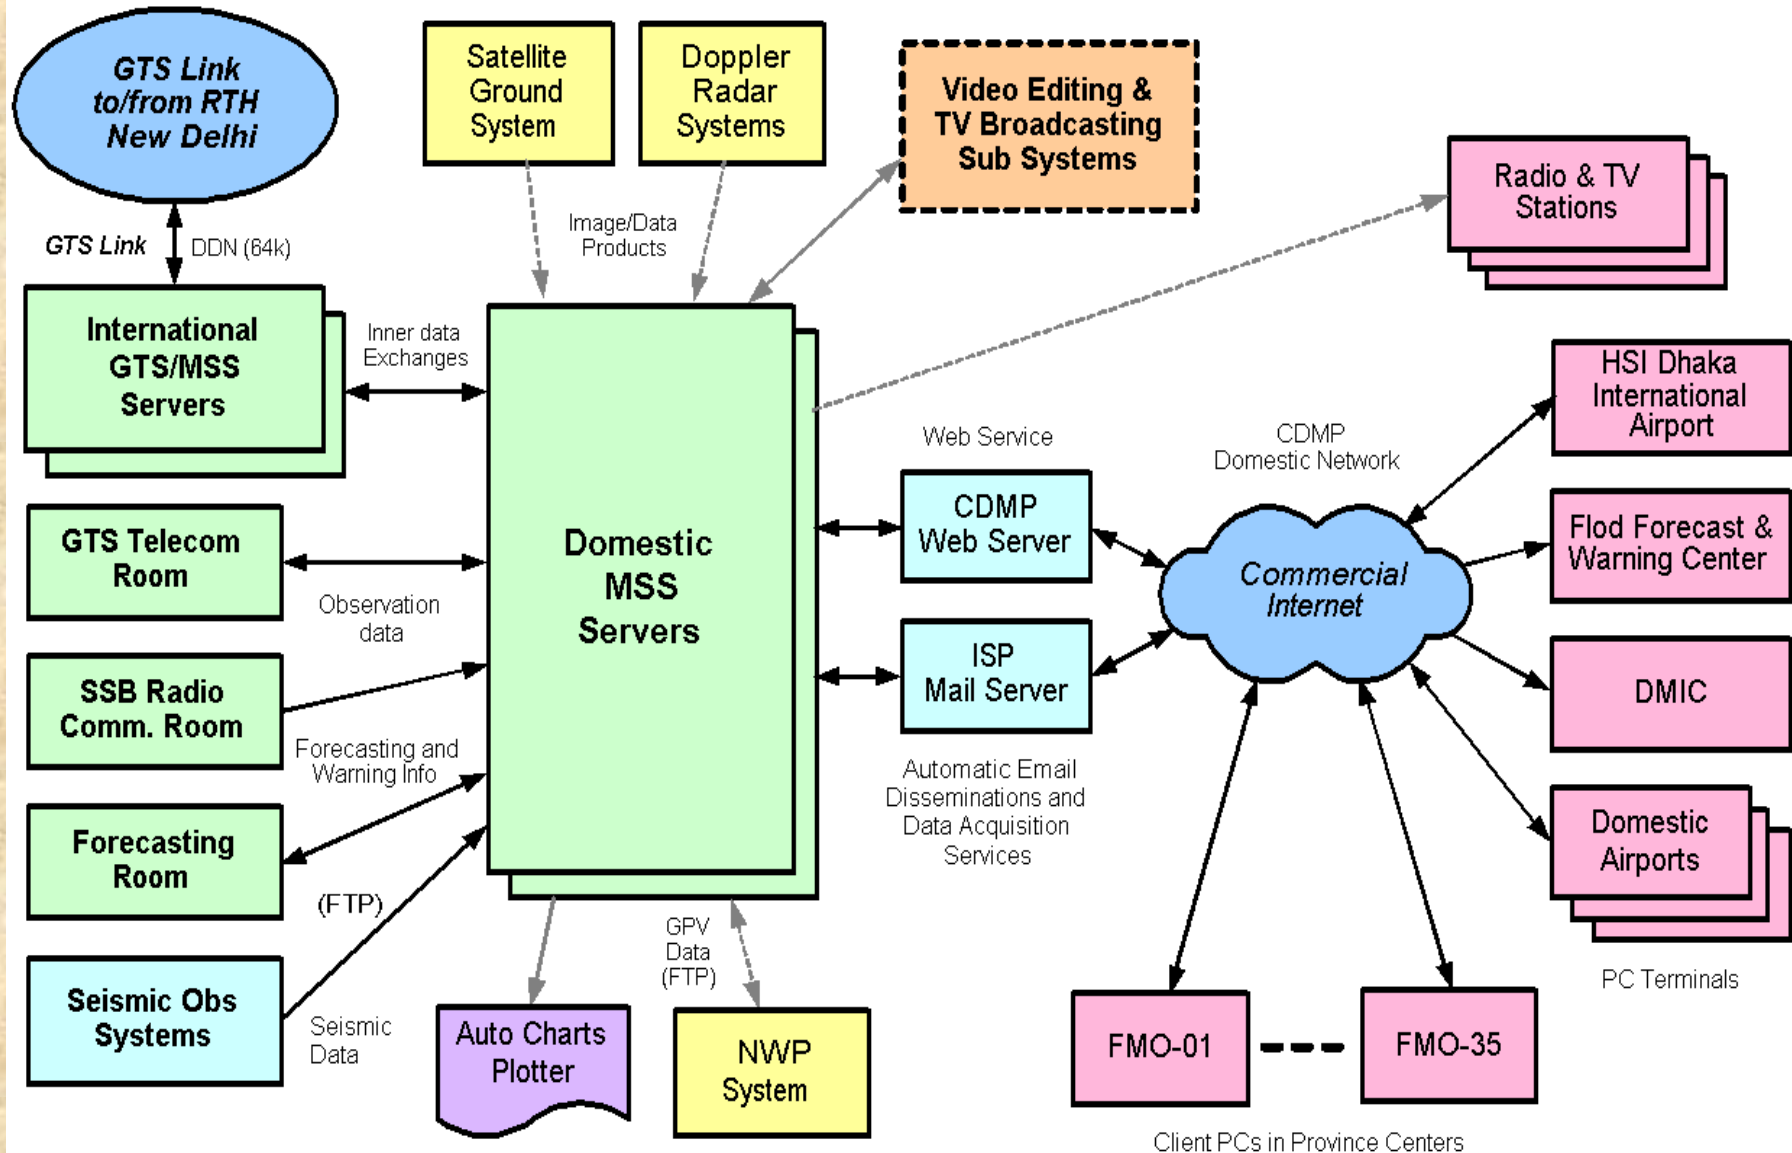 GTS Link
to/from RTH
New Delhi
Satellite
Ground
System
Doppler
Radar
Systems
Video Editing &
TV Broadcasting
Sub Systems
Radio & TV
Stations
Image/Data
Products
GTS Link
DDN (64k)
International
GTS/MSS
Servers
Inner data
Exchanges
HSI Dhaka
International
Airport
Web Service
CDMP
Domestic Network
CDMP
Web Server
GTS Telecom
Room
Domestic
MSS
Servers
Flod Forecast &
Warning Center
Commercial
Internet
Observation
data
ISP
Mail Server
SSB Radio
Comm. Room
DMIC
Forecasting and
Warning Info
Automatic Email
Disseminations and
Data Acquisition
Services
Forecasting
Room
Domestic
Airports
(FTP)
GPV
Data
(FTP)
PC Terminals
Seismic Obs
Systems
Seismic
Data
Auto Charts
Plotter
NWP
System
FMO-01
FMO-35
Client PCs in Province Centers